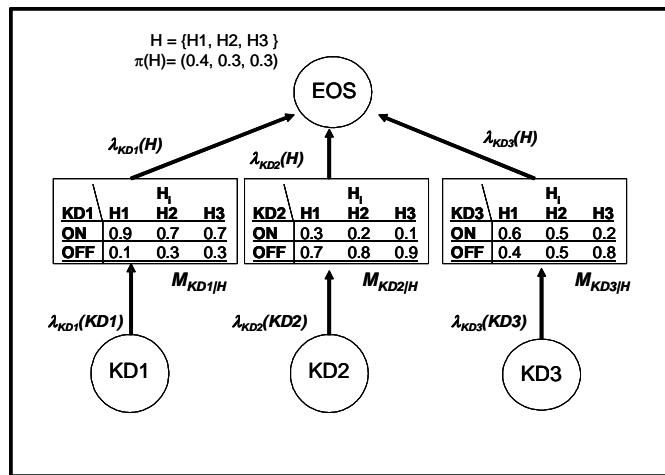 H = {H1, H2, H3 }
π(H)= (0.4, 0.3, 0.3)
EOS
λKD1(H)
λKD2(H)
λKD3(H)
Hi
KD1 H1 H2 H3
ON 0.9 0.7 0.7
OFF 0.1 0.3 0.3
Hi
KD2 H1 H2 H3
ON 0.3 0.2 0.1
OFF 0.7 0.8 0.9
Hi
KD3 H1 H2 H3
ON 0.6 0.5 0.2
OFF 0.4 0.5 0.8
MKD1|H
MKD2|H
MKD3|H
λKD1(KD1)
λKD2(KD2)
λKD3(KD3)
KD1
KD2
KD3